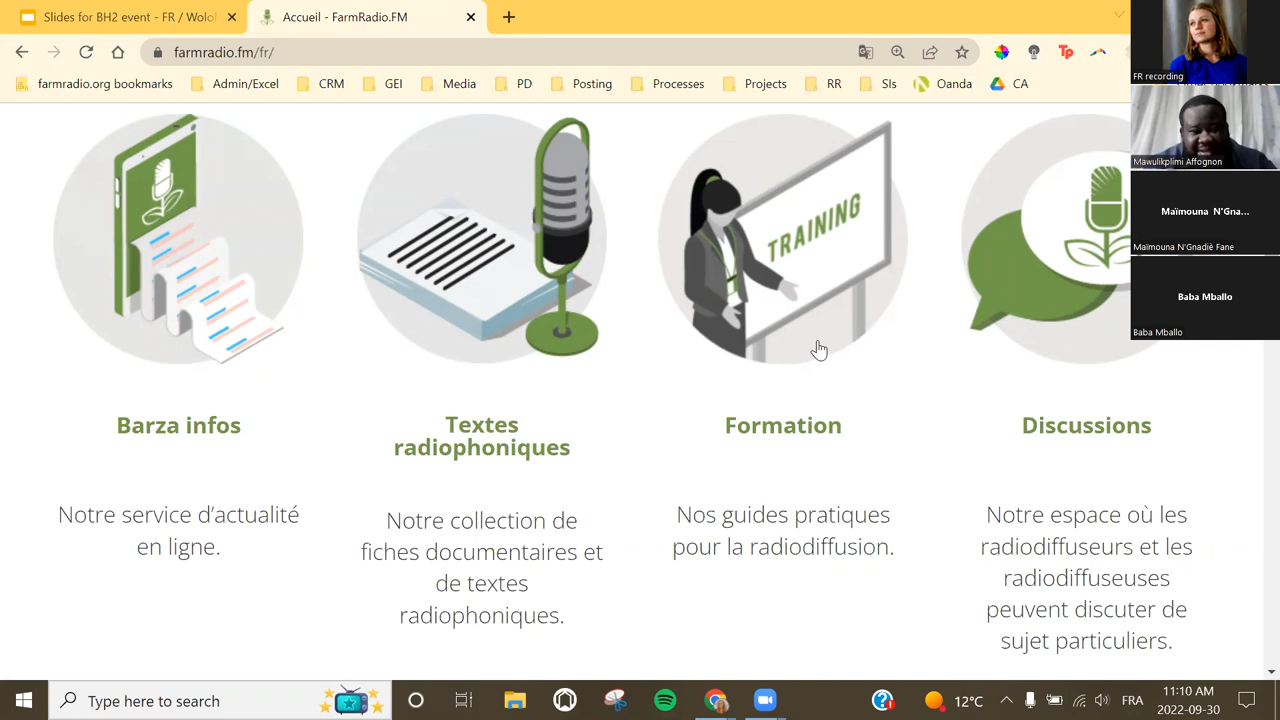 Slides for BH2 event - FR / Wolof
Accueil - FarmRadio.FM
farmradio.fm/fr/
farmradio.org bookmarks
Admin/Excel
CRM
GEI
Media
PD
Posting
Processes
Projects
RR
SIs
Oanda
CA
Tp
FR recording
Mawulikplimi Affognon
Maïmouna N'Gna...
Maïmouna N'Gnadiè Fane
Baba Mballo
Baba Mballo
TRAINING
Barza infos
Textes
radiophoniques
Formation
Discussions
Notre service d'actualité
en ligne.
Notre collection de
fiches documentaires et
de textes
radiophoniques.
Nos guides pratiques
pour la radiodiffusion.
Notre espace où les
radiodiffuseurs et les
radiodiffuseuses
peuvent discuter de
sujet particuliers.
Type here to search
12°C
FRA
11:10 AM
2022-09-30